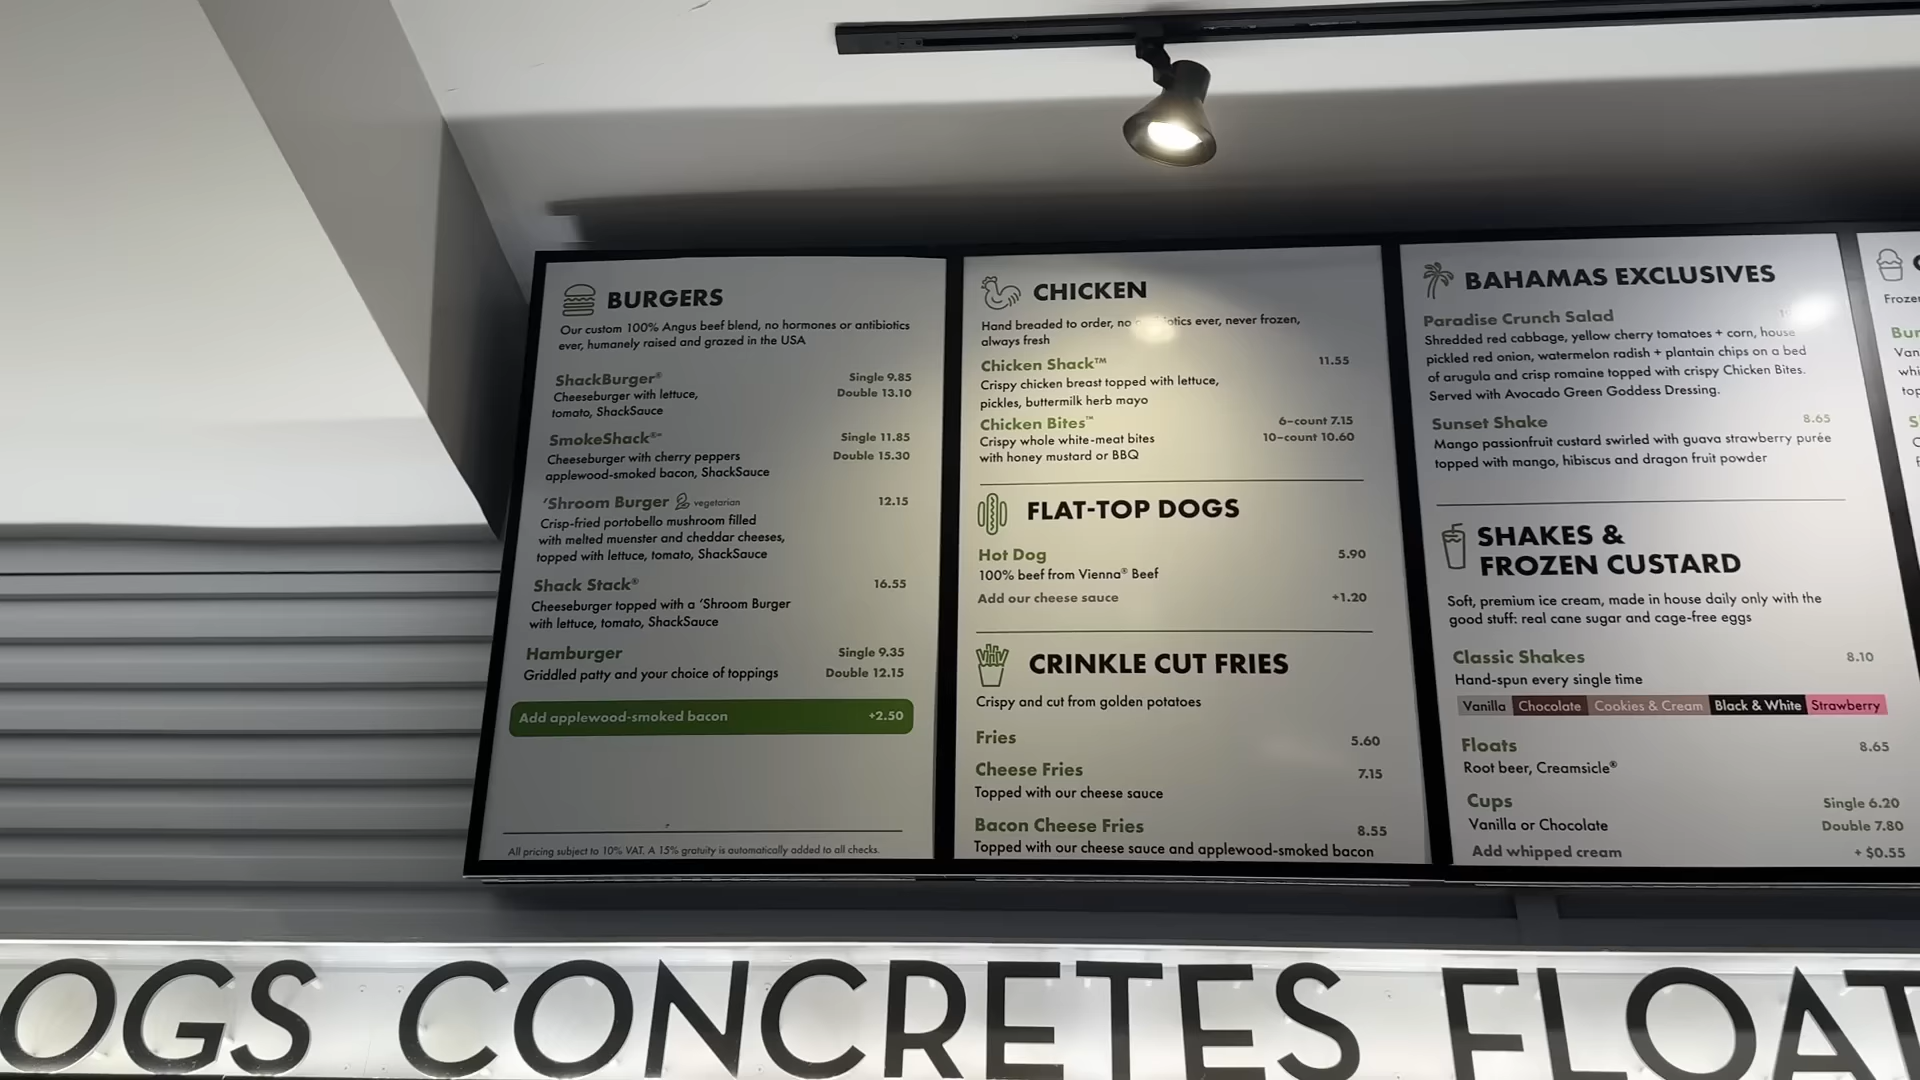 BURGERS
Our custom 100% Angus beef blend, no hormones or antibiotics
ever, humanely raised and grazed in the USA
ShackBurger® Single 9.85
Cheeseburger with lettuce, Double 13.10
tomato, ShackSauce
SmokeShack® Single 11.85
Cheeseburger with cherry peppers Double 15.30
applewood-smoked bacon, ShackSauce
'Shroom Burger vegetarian 12.15
Crisp-fried portobello mushroom filled
with melted muenster and cheddar cheeses,
topped with lettuce, tomato, ShackSauce
Shack Stack® 16.55
Cheeseburger topped with a 'Shroom Burger
with lettuce, tomato, ShackSauce
Hamburger Single 9.35
Griddled patty and your choice of toppings Double 12.15
Add applewood-smoked bacon +2.50
All pricing subject to 10% VAT. A 15% gratuity is automatically added to all checks.
CHICKEN
Hand breaded to order, no ever, never frozen,
always fresh
Chicken Shack™ 11.55
Crispy chicken breast topped with lettuce,
pickles, buttermilk herb mayo
Chicken Bites™ 6-count 7.15
Crispy whole white-meat bites 10-count 10.60
with honey mustard or BBQ
FLAT-TOP DOGS
Hot Dog 5.90
100% beef from Vienna® Beef
Add our cheese sauce +1.20
CRINKLE CUT FRIES
Crispy and cut from golden potatoes
Fries 5.60
Cheese Fries 7.15
Topped with our cheese sauce
Bacon Cheese Fries 8.55
Topped with our cheese sauce and applewood-smoked bacon
BAHAMAS EXCLUSIVES
Paradise Crunch Salad
Shredded red cabbage, yellow cherry tomatoes + corn, house
pickled red onion, watermelon radish + plantain chips on a bed
of arugula and crisp romaine topped with crispy Chicken Bites.
Served with Avocado Green Goddess Dressing.
Sunset Shake 8.65
Mango passionfruit custard swirled with guava strawberry purée
topped with mango, hibiscus and dragon fruit powder
SHAKES &
FROZEN CUSTARD
Soft, premium ice cream, made in house daily only with the
good stuff: real cane sugar and cage-free eggs
Classic Shakes 8.10
Hand-spun every single time
Vanilla Chocolate Cookies & Cream Black & White Strawberry
Floats 8.65
Root beer, Creamsicle®
Cups Single 6.20
Vanilla or Chocolate Double 7.80
Add whipped cream + $0.55
OGS CONCRETES FLOAT